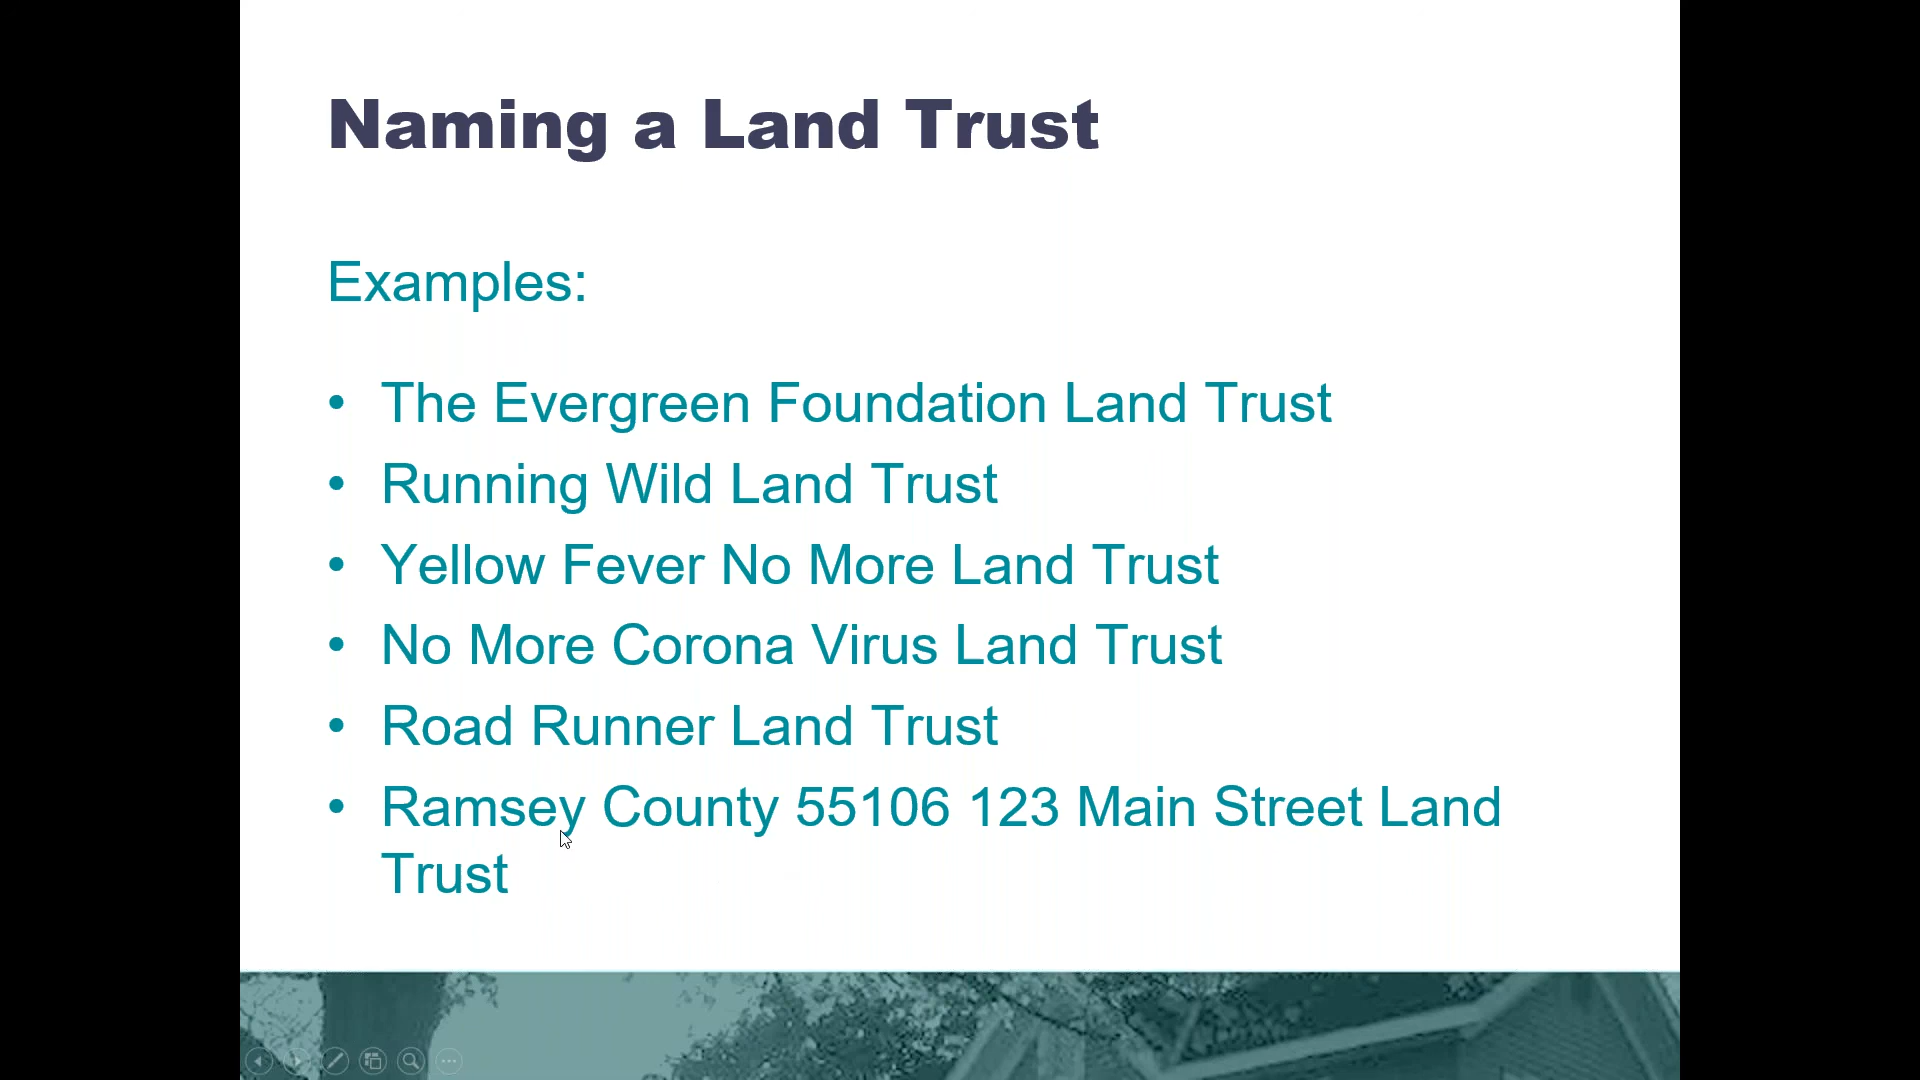 Naming a Land Trust
Examples:
• The Evergreen Foundation Land Trust
• Running Wild Land Trust
• Yellow Fever No More Land Trust
• No More Corona Virus Land Trust
• Road Runner Land Trust
• Ramsey County 55106 123 Main Street Land
Trust